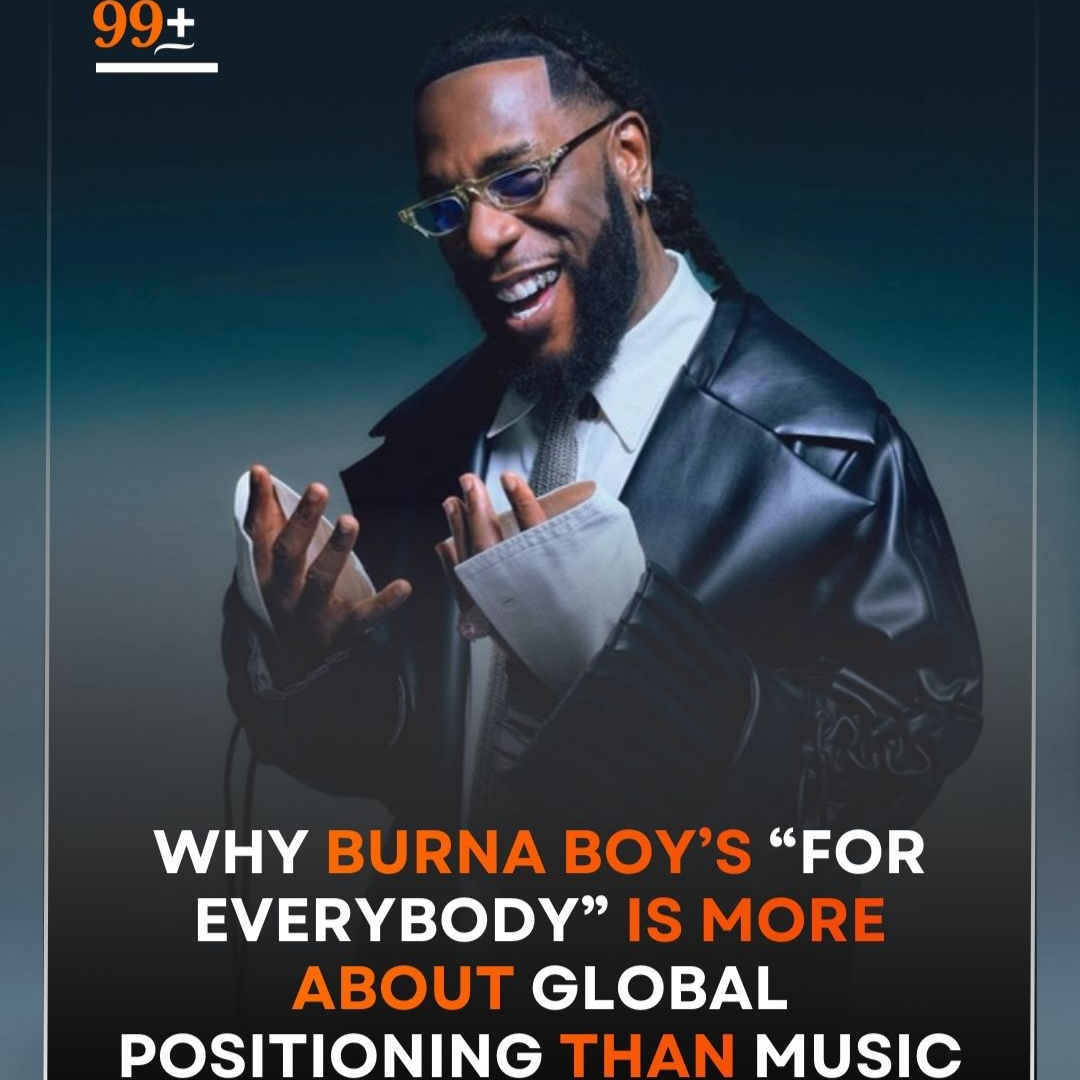 99+
WHY BURNA BOY’S “FOR
EVERYBODY” IS MORE
ABOUT GLOBAL
POSITIONING THAN MUSIC